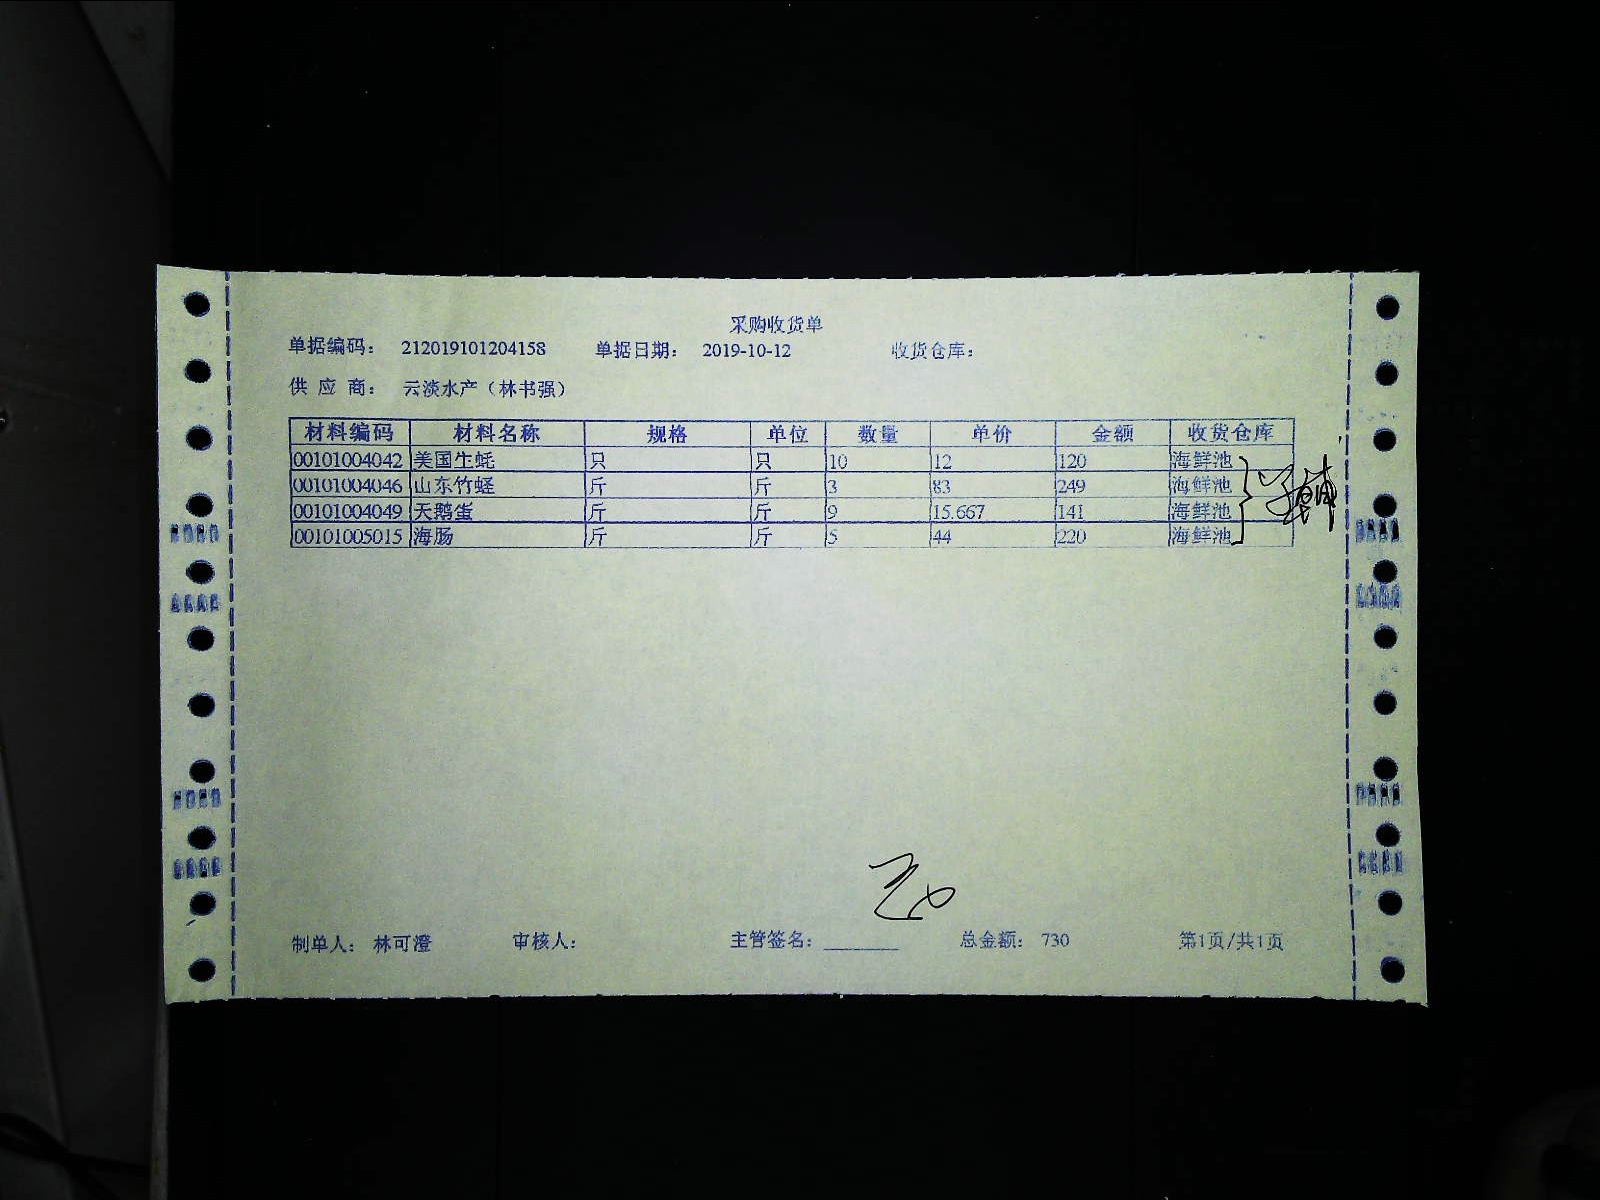 采购收货单
单据编码： 212019101204158 单据日期： 2019-10-12 收货仓库：
供 应 商： 云淡水产（林书强）
材料编码 材料名称 规格 单位 数量 单价 金额 收货仓库
00101004042 美国生蚝 只 只 10 12 120 海鲜池
00101004046 山东竹蛏 斤 斤 3 83 249 海鲜池
00101004049 天鹅蛋 斤 斤 9 15.667 141 海鲜池
00101005015 海肠 斤 斤 5 44 220 海鲜池
制单人： 林可澄 审核人： 主管签名： 总金额： 730 第1页/共1页